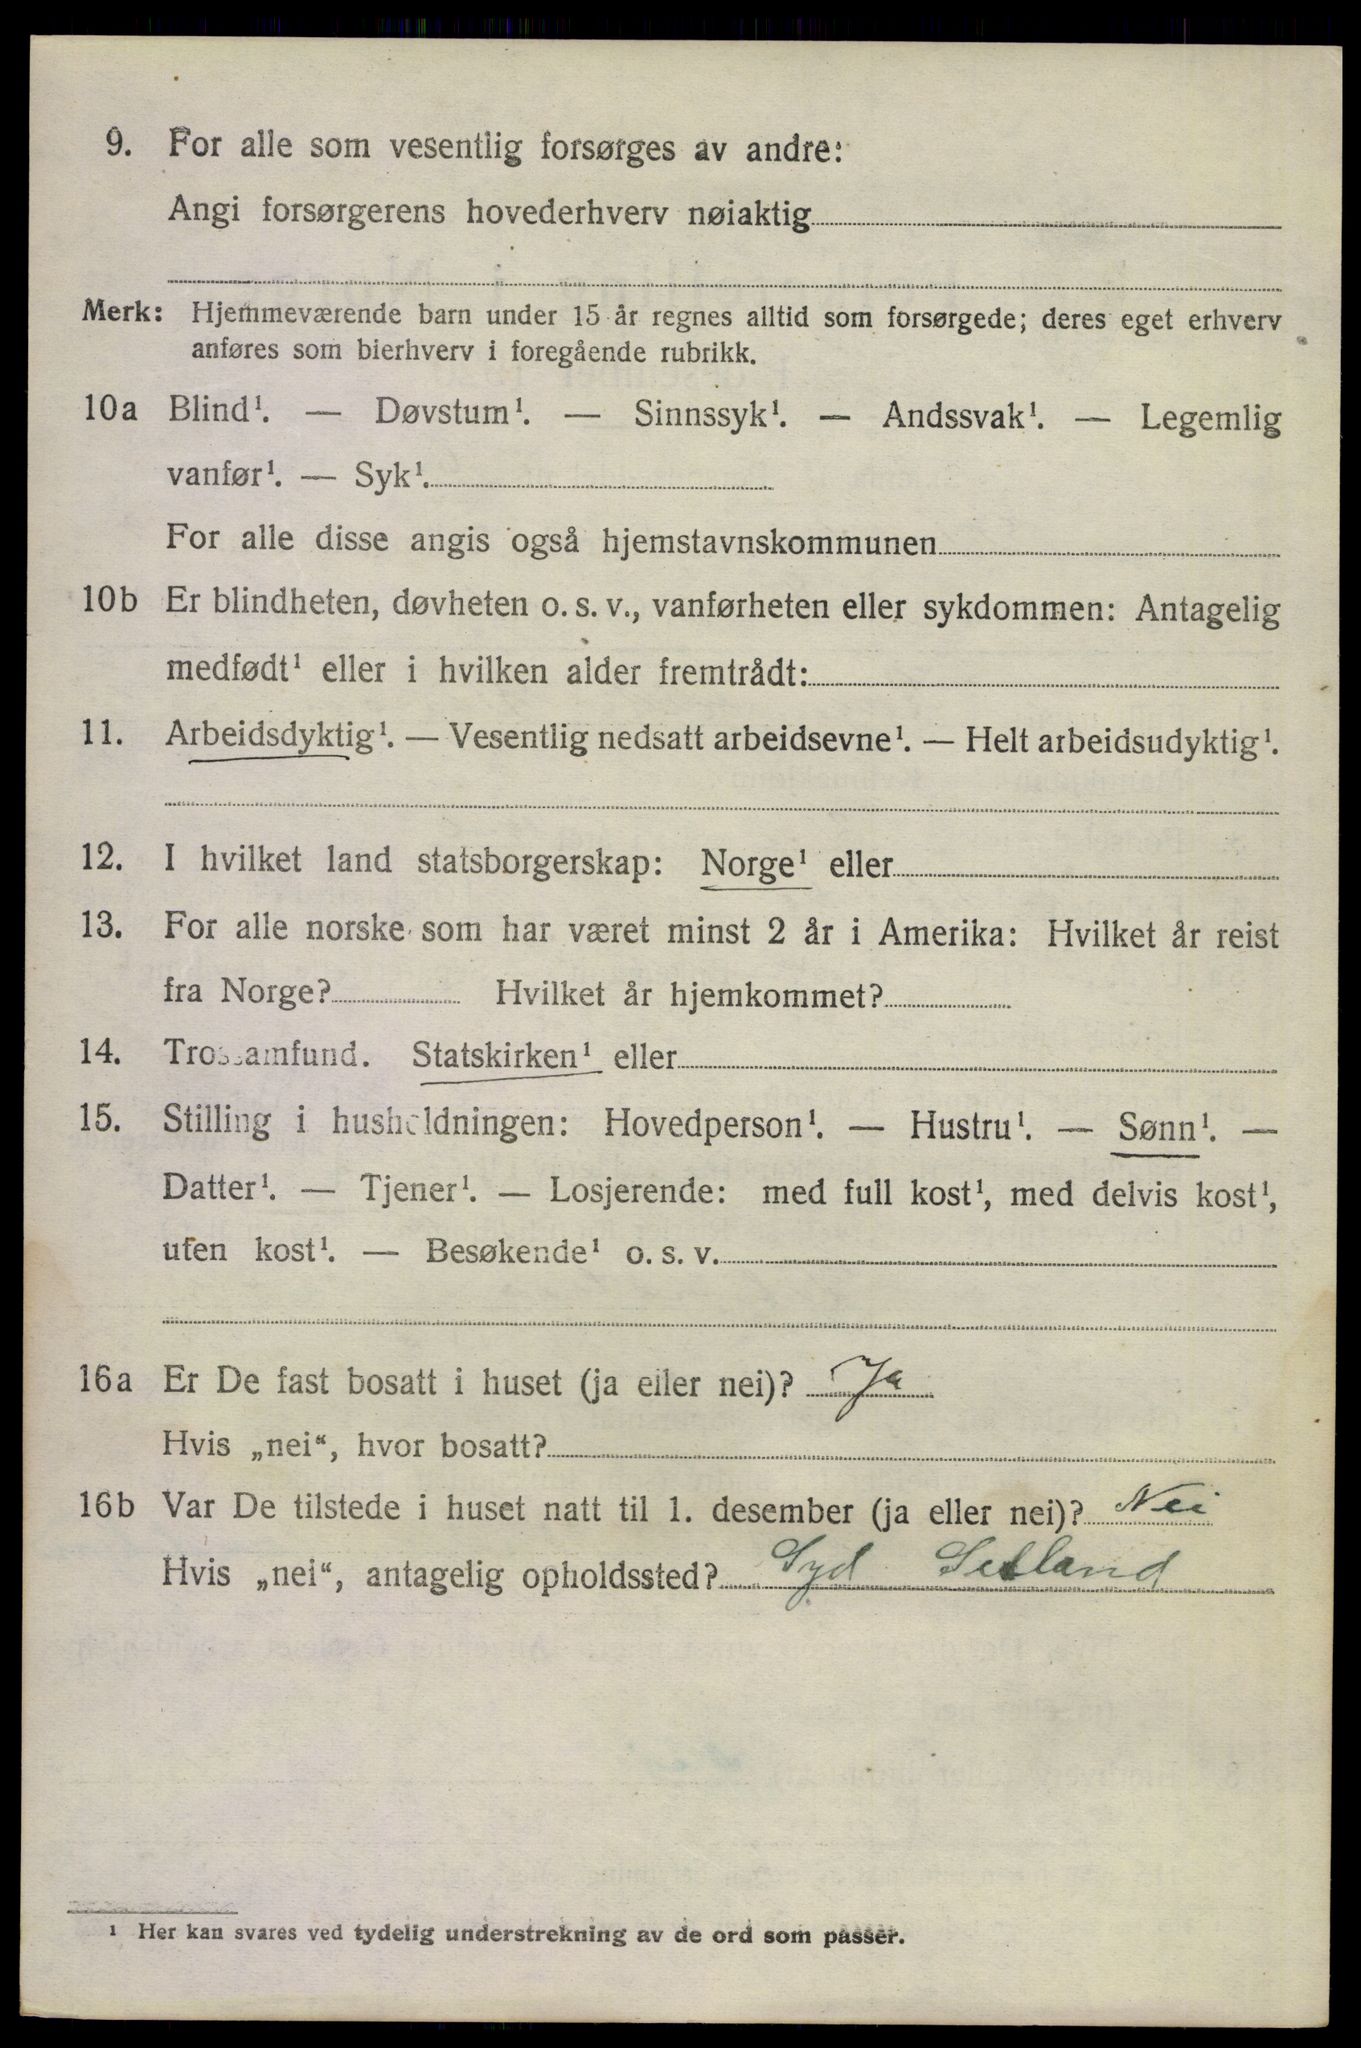 9. For alle som vesentlig forsørges av andre:
Angi forsørgerens hovederhverv nøiaktig
Merk: Hjemmeværende barn under 15 år regnes alltid som forsørgede; deres eget erhverv
anføres som bierhverv i foregående rubrikk.
10a Blind¹. — Døvstum¹. — Sinnssyk¹. — Andssvak¹. — Legemlig
vanfør¹. — Syk¹.
For alle disse angis også hjemstavnskommunen
10b Er blindheten, døvheten o. s. v., vanførheten eller sykdommen: Antagelig
medfødt¹ eller i hvilken alder fremtrådt:
11. Arbeidsdyktig¹. — Vesentlig nedsatt arbeidsevne¹. — Helt arbeidsudyktig¹.
12. I hvilket land statsborgerskap: Norge¹ eller
13. For alle norske som har været minst 2 år i Amerika: Hvilket år reist
fra Norge? Hvilket år hjemkommet?
14. Trossamfund. Statskirken¹ eller
15. Stilling i husholdningen: Hovedperson¹. — Hustru¹. — Sønn¹. —
Datter¹. — Tjener¹. — Losjerende: med full kost¹, med delvis kost¹,
uten kost¹. — Besøkende¹ o. s. v.
16a Er De fast bosatt i huset (ja eller nei)? Ja
Hvis „nei“, hvor bosatt?
16b Var De tilstede i huset natt til 1. desember (ja eller nei)? Nei
Hvis „nei“, antagelig opholdssted? Syd Setland
¹ Her kan svares ved tydelig understrekning av de ord som passer.